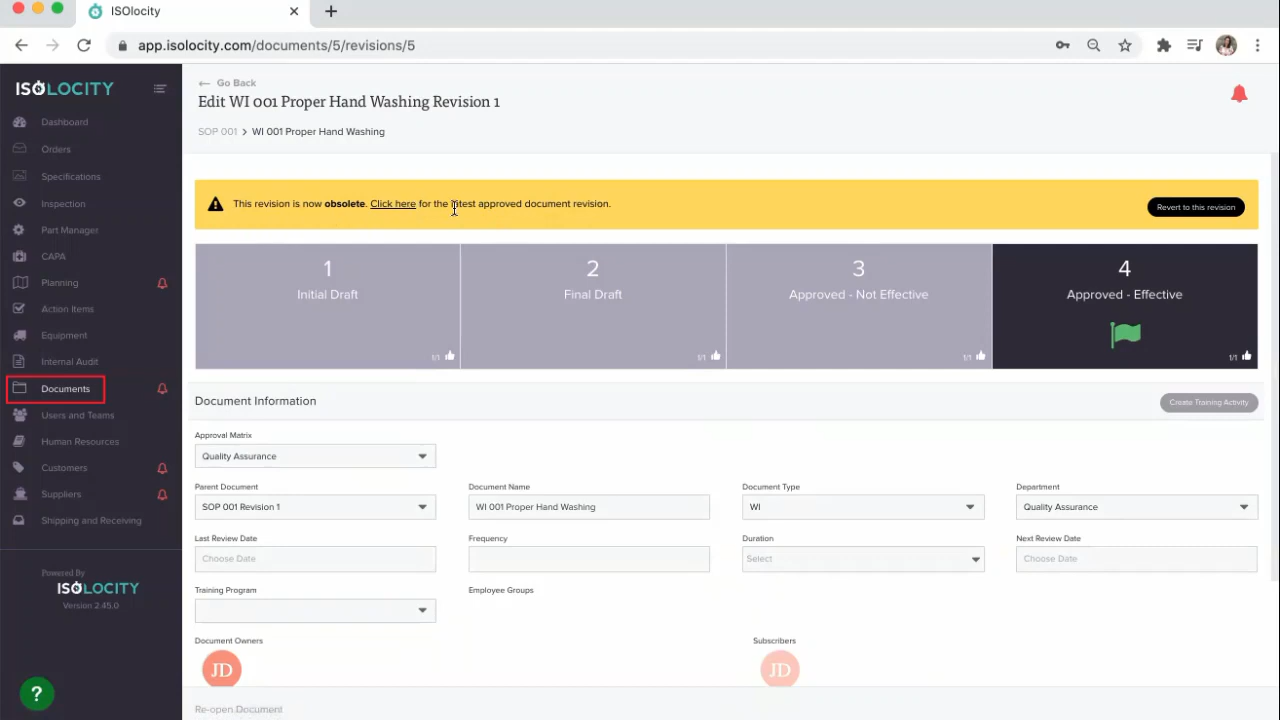 ISOlocity
app.isolocity.com/documents/5/revisions/5
ISOLOCITY
Dashboard
Orders
Specifications
Inspection
Part Manager
CAPA
Planning
Action Items
Equipment
Internal Audit
Documents
Users and Teams
Human Resources
Customers
Suppliers
Shipping and Receiving
Powered By
ISOLOCITY
Version 2.45.0
?
Go Back
Edit WI 001 Proper Hand Washing Revision 1
SOP 001 > WI 001 Proper Hand Washing
This revision is now obsolete. Click here for the latest approved document revision.
Revert to this revision
1
Initial Draft
1/1
2
Final Draft
1/1
3
Approved - Not Effective
1/1
4
Approved - Effective
1/1
Document Information
Create Training Activity
Approval Matrix
Quality Assurance
Parent Document
SOP 001 Revision 1
Document Name
WI 001 Proper Hand Washing
Document Type
WI
Department
Quality Assurance
Last Review Date
Choose Date
Frequency
Duration
Select
Next Review Date
Choose Date
Training Program
Employee Groups
Document Owners
JD
Subscribers
JD
Re-open Document